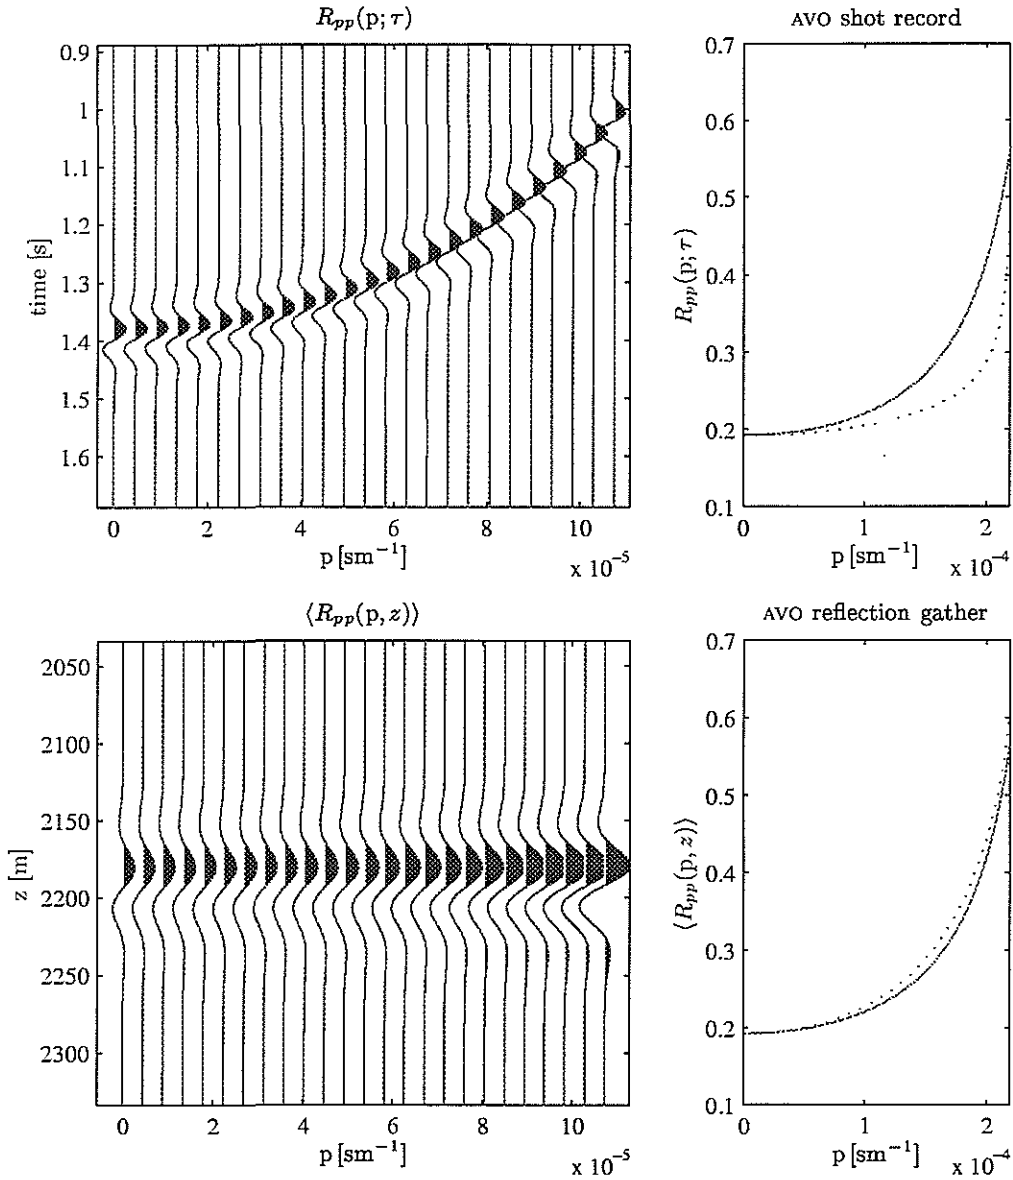 R_pp(p; τ)
0.9
1
1.1
1.2
1.3
1.4
1.5
1.6
time [s]
0 2 4 6 8 10
p [sm⁻¹]
x 10⁻⁵
AVO shot record
0.7
0.6
0.5
0.4
0.3
0.2
0.1
R_pp(p; τ)
0 1 2
p [sm⁻¹]
x 10⁻⁴
⟨R_pp(p, z)⟩
2050
2100
2150
2200
2250
2300
z [m]
0 2 4 6 8 10
p [sm⁻¹]
x 10⁻⁵
AVO reflection gather
0.7
0.6
0.5
0.4
0.3
0.2
0.1
⟨R_pp(p, z)⟩
0 1 2
p [sm⁻¹]
x 10⁻⁴